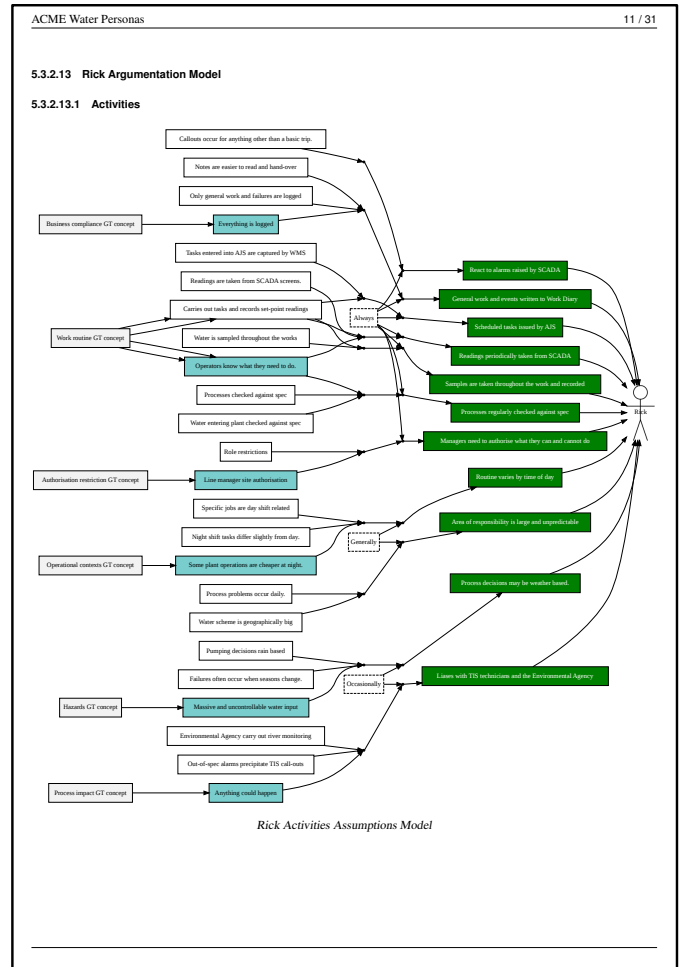 ACME Water Personas
11 / 31
5.3.2.13 Rick Argumentation Model
5.3.2.13.1 Activities
Callouts occur for anything other than a basic trip.
Notes are easier to read and hand-over
Only general work and failures are logged
Business compliance GT concept
Everything is logged
Tasks entered into AJS are captured by WMS
React to alarms raised by SCADA
Readings are taken from SCADA screens.
General work and events written to Work Diary
Carries out tasks and records set-point readings
Always
Scheduled tasks issued by AJS
Work routine GT concept
Water is sampled throughout the works
Readings periodically taken from SCADA
Operators know what they need to do.
Samples are taken throughout the work and recorded
Processes checked against spec
Rick
Processes regularly checked against spec
Water entering plant checked against spec
Managers need to authorise what they can and cannot do
Role restrictions
Authorisation restriction GT concept
Line manager site authorisation
Routine varies by time of day
Specific jobs are day shift related
Area of responsibility is large and unpredictable
Night shift tasks differ slightly from day.
Generally
Operational contexts GT concept
Some plant operations are cheaper at night.
Process decisions may be weather based.
Process problems occur daily.
Water scheme is geographically big
Pumping decisions rain based
Failures often occur when seasons change.
Occasionally
Liases with TIS technicians and the Environmental Agency
Hazards GT concept
Massive and uncontrollable water input
Environmental Agency carry out river monitoring
Out-of-spec alarms precipitate TIS call-outs
Process impact GT concept
Anything could happen
Rick Activities Assumptions Model